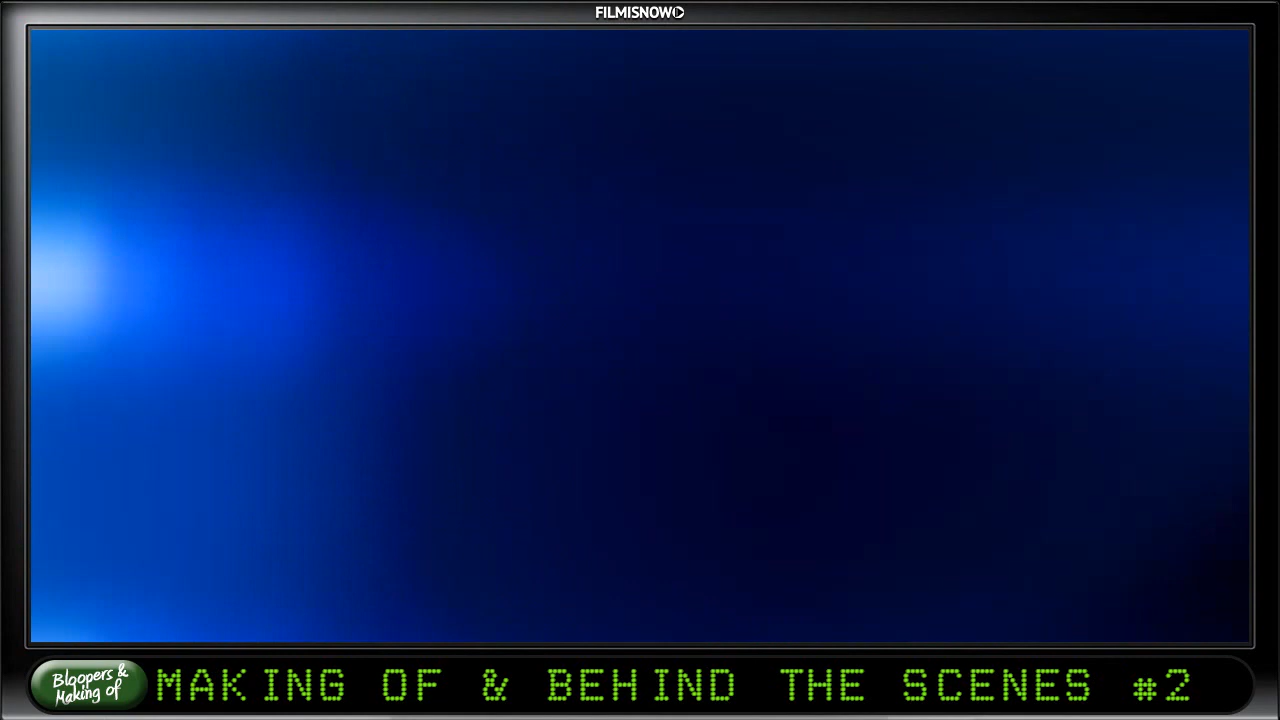 FILMISNOW
Bloopers &
Making of
MAKING OF & BEHIND THE SCENES #2